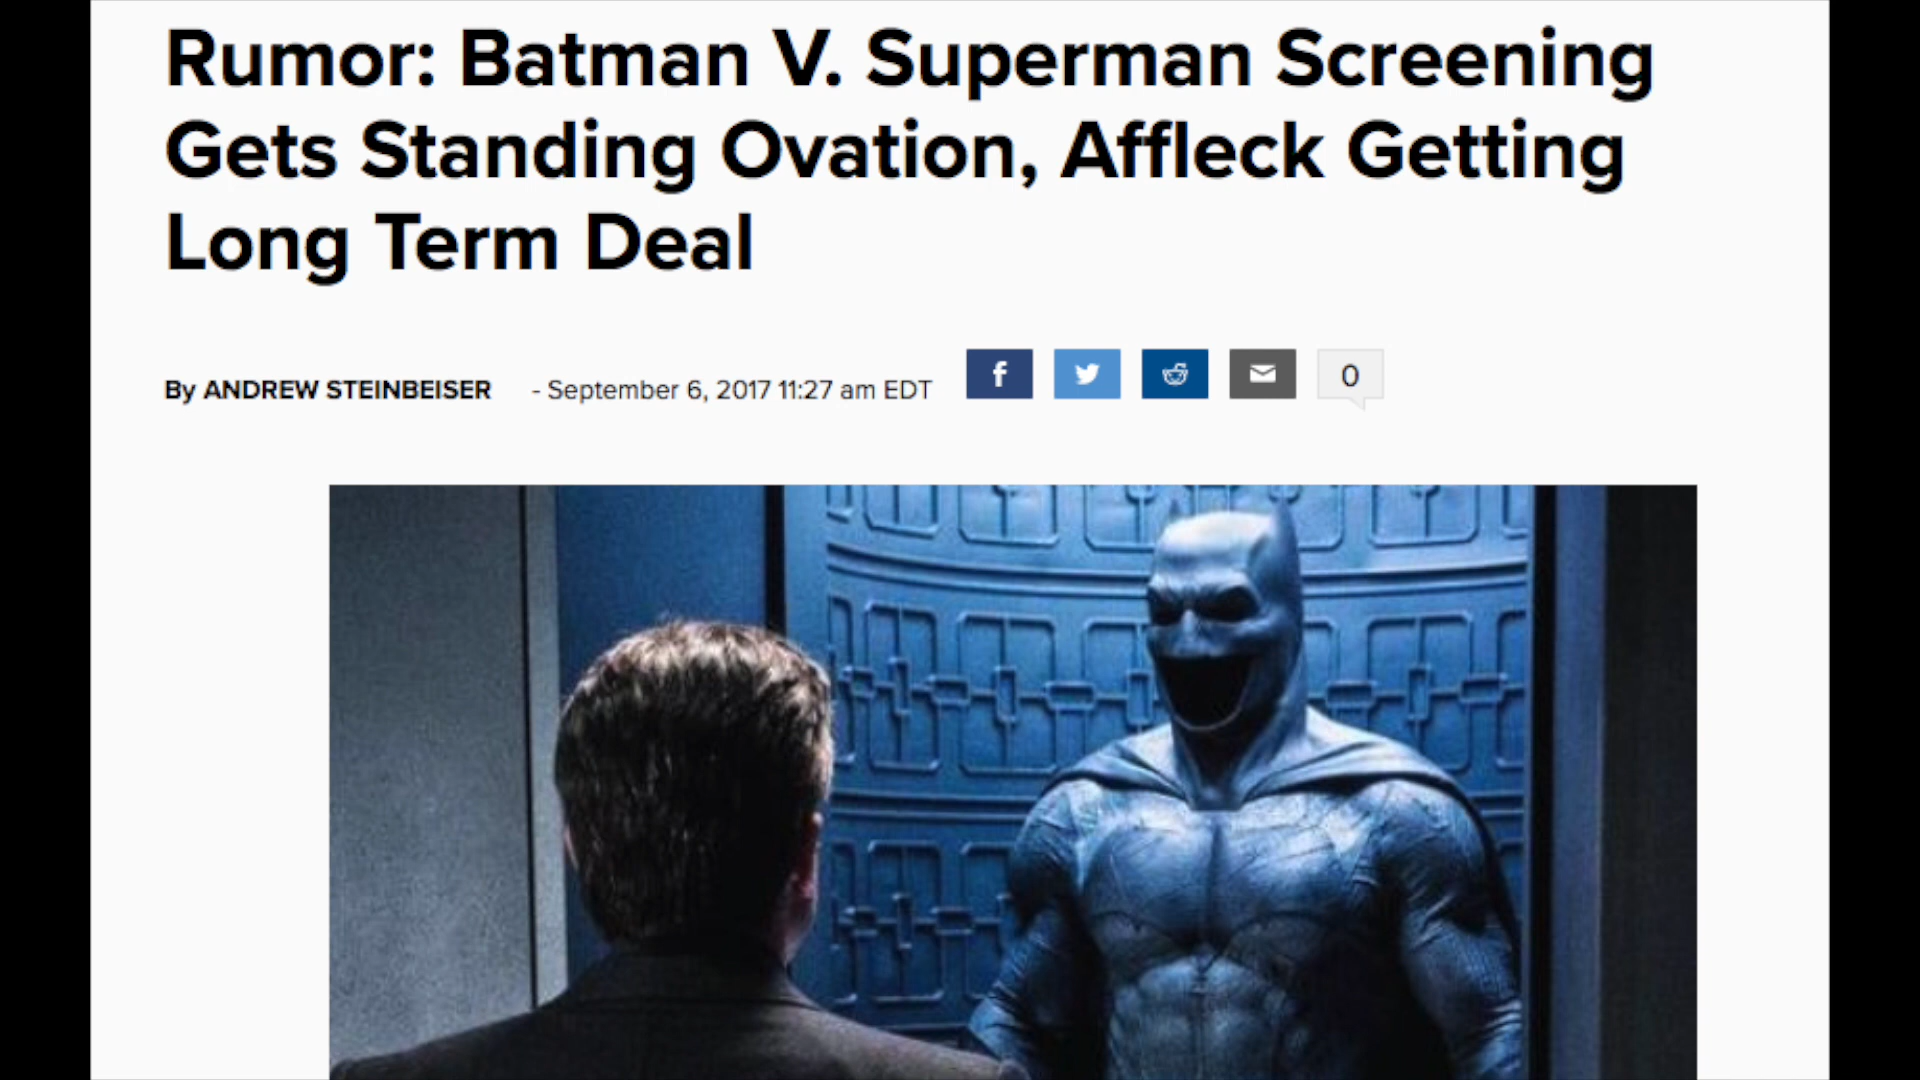 Rumor: Batman V. Superman Screening
Gets Standing Ovation, Affleck Getting
Long Term Deal
By ANDREW STEINBEISER - September 6, 2017 11:27 am EDT
0